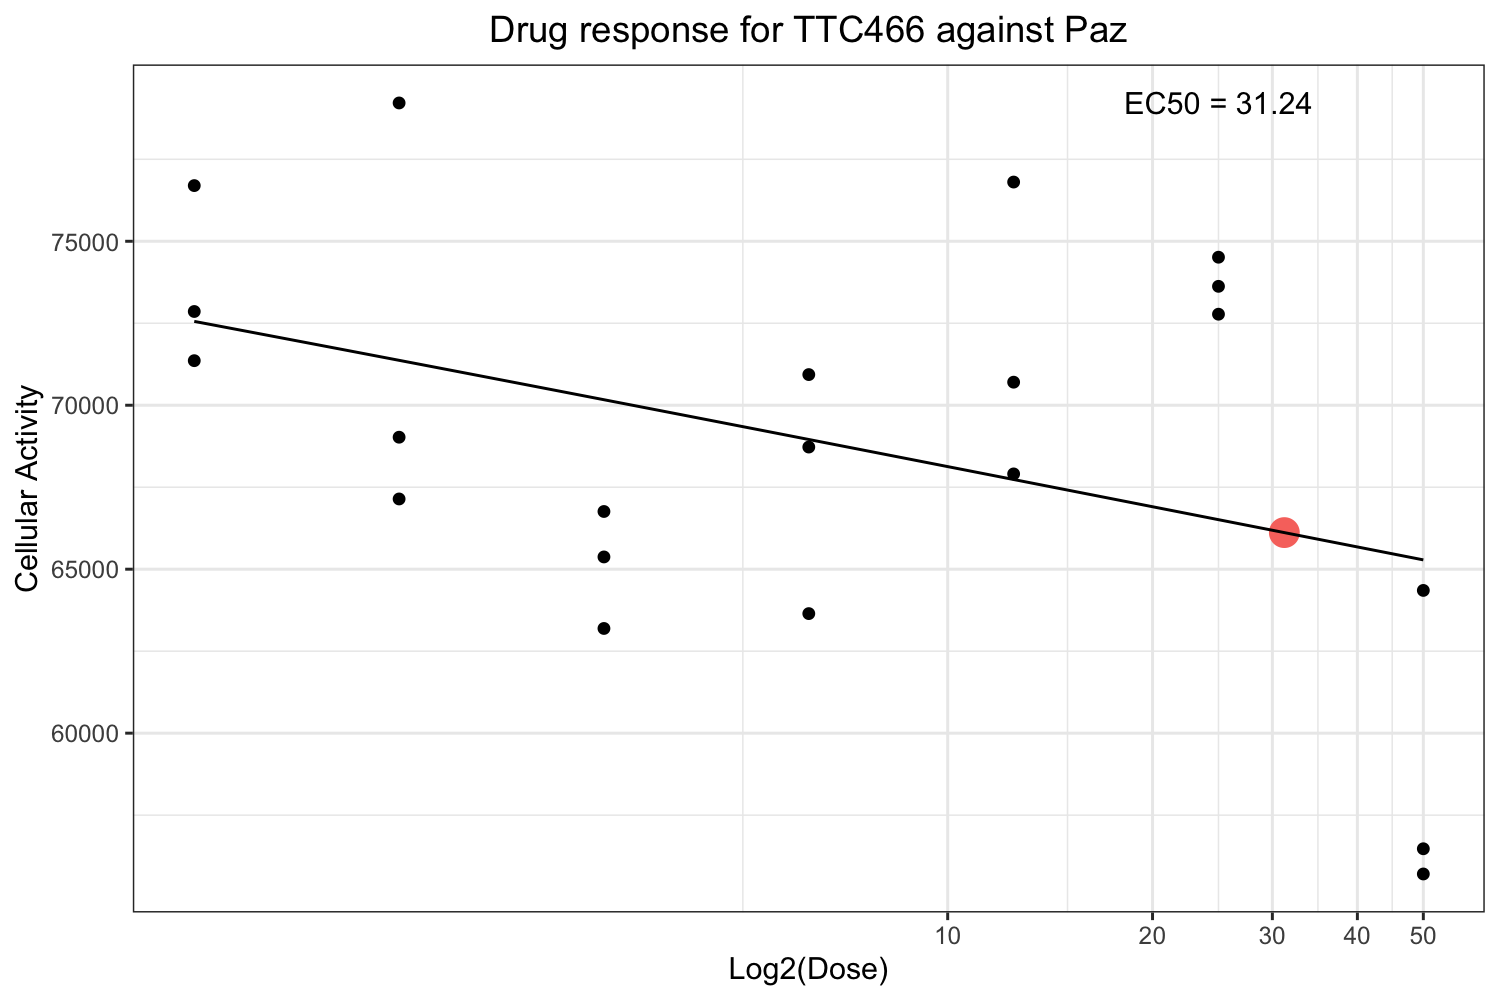 Drug response for TTC466 against Paz
EC50 = 31.24
75000
70000
65000
60000
Cellular Activity
10 20 30 40 50
Log2(Dose)